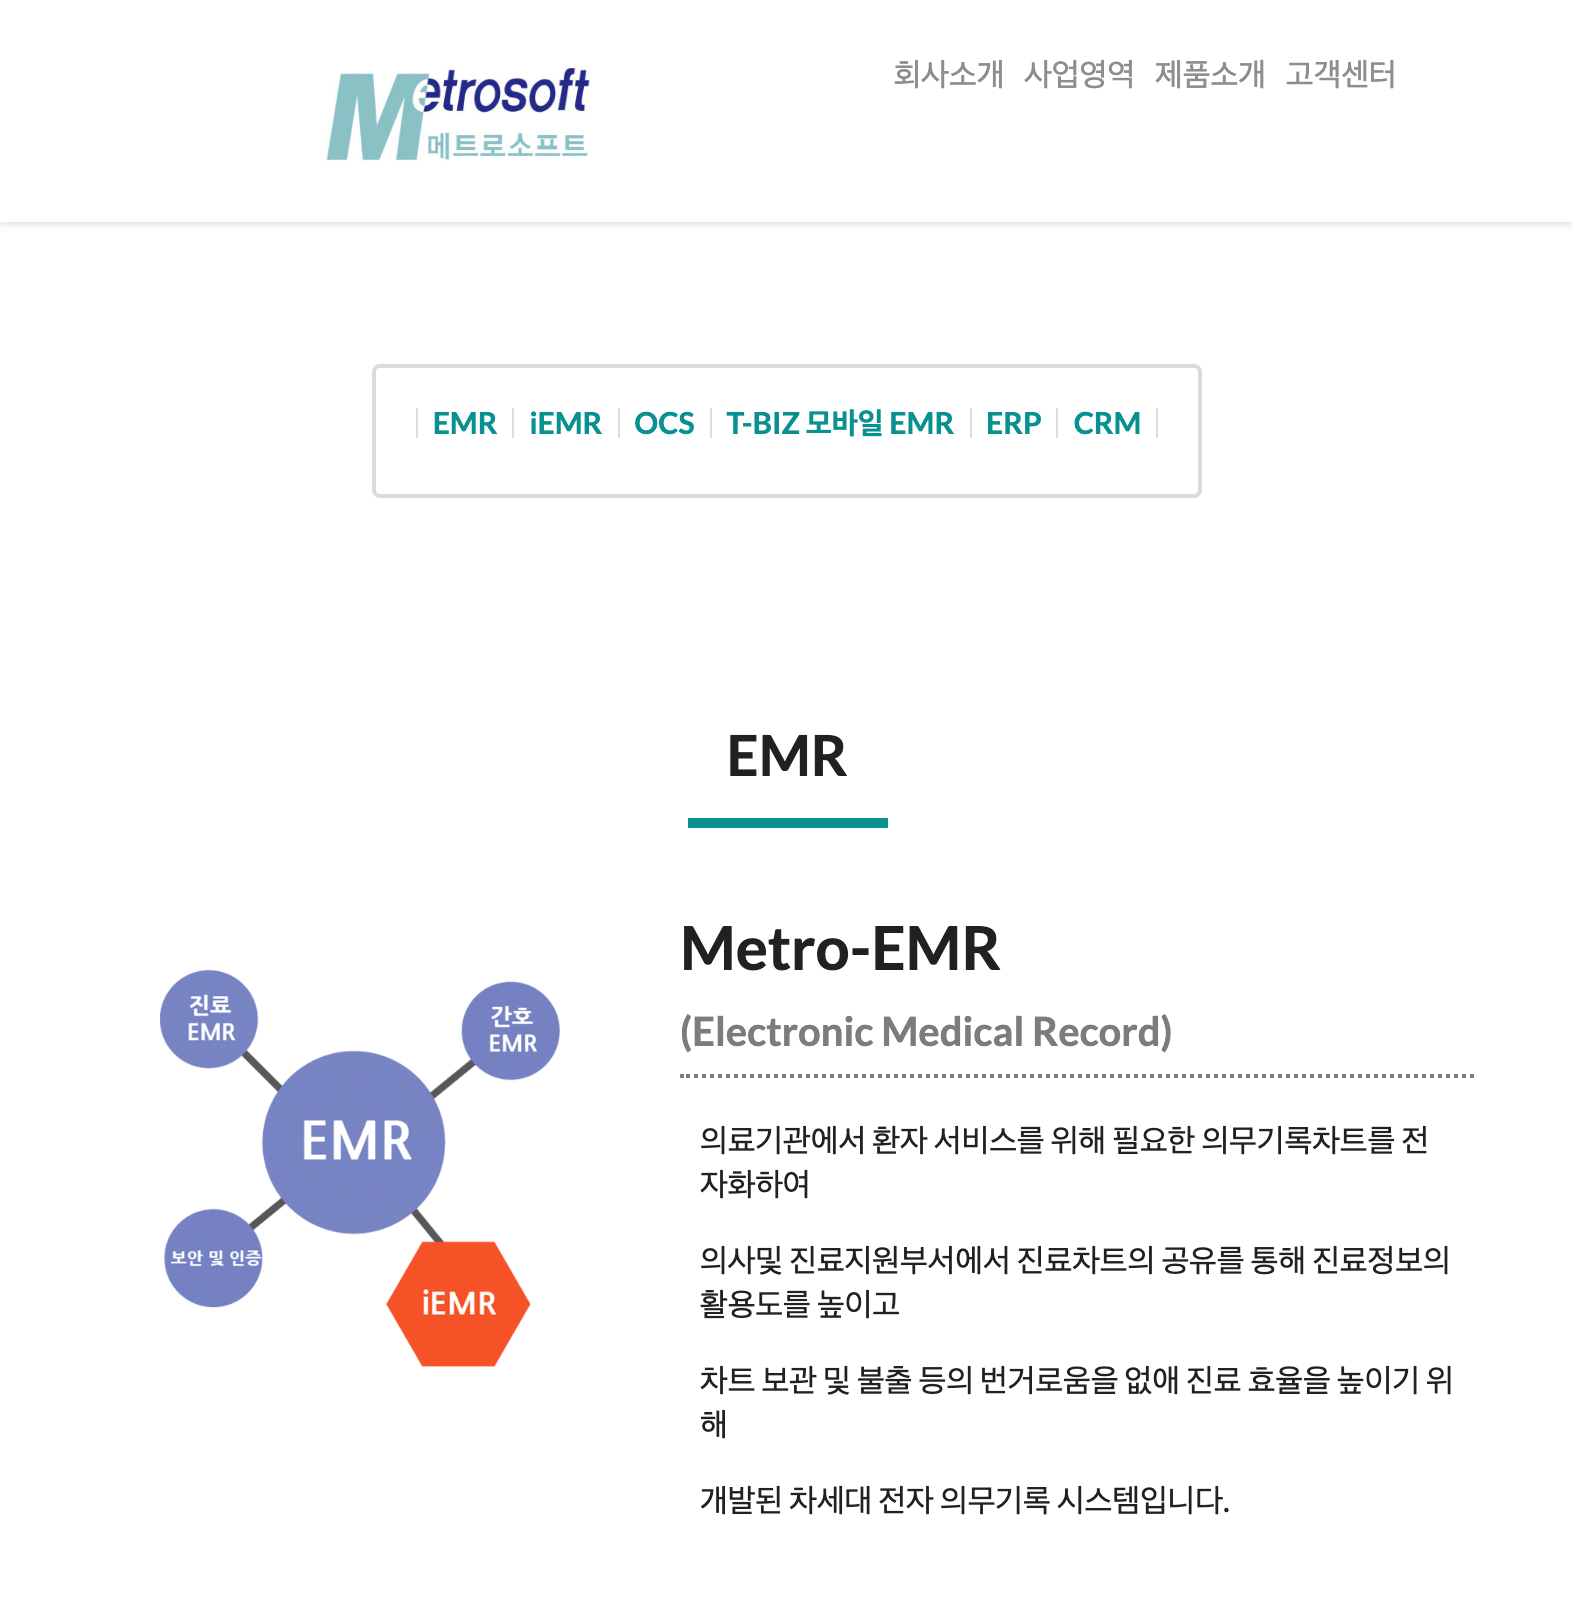 Metrosoft
메트로소프트
회사소개 사업영역 제품소개 고객센터
EMR iEMR OCS T-BIZ 모바일 EMR ERP CRM
EMR
진료
EMR
간호
EMR
EMR
보안 및 인증
iEMR
Metro-EMR
(Electronic Medical Record)
의료기관에서 환자 서비스를 위해 필요한 의무기록차트를 전
자화하여
의사및 진료지원부서에서 진료차트의 공유를 통해 진료정보의
활용도를 높이고
차트 보관 및 불출 등의 번거로움을 없애 진료 효율을 높이기 위
해
개발된 차세대 전자 의무기록 시스템입니다.